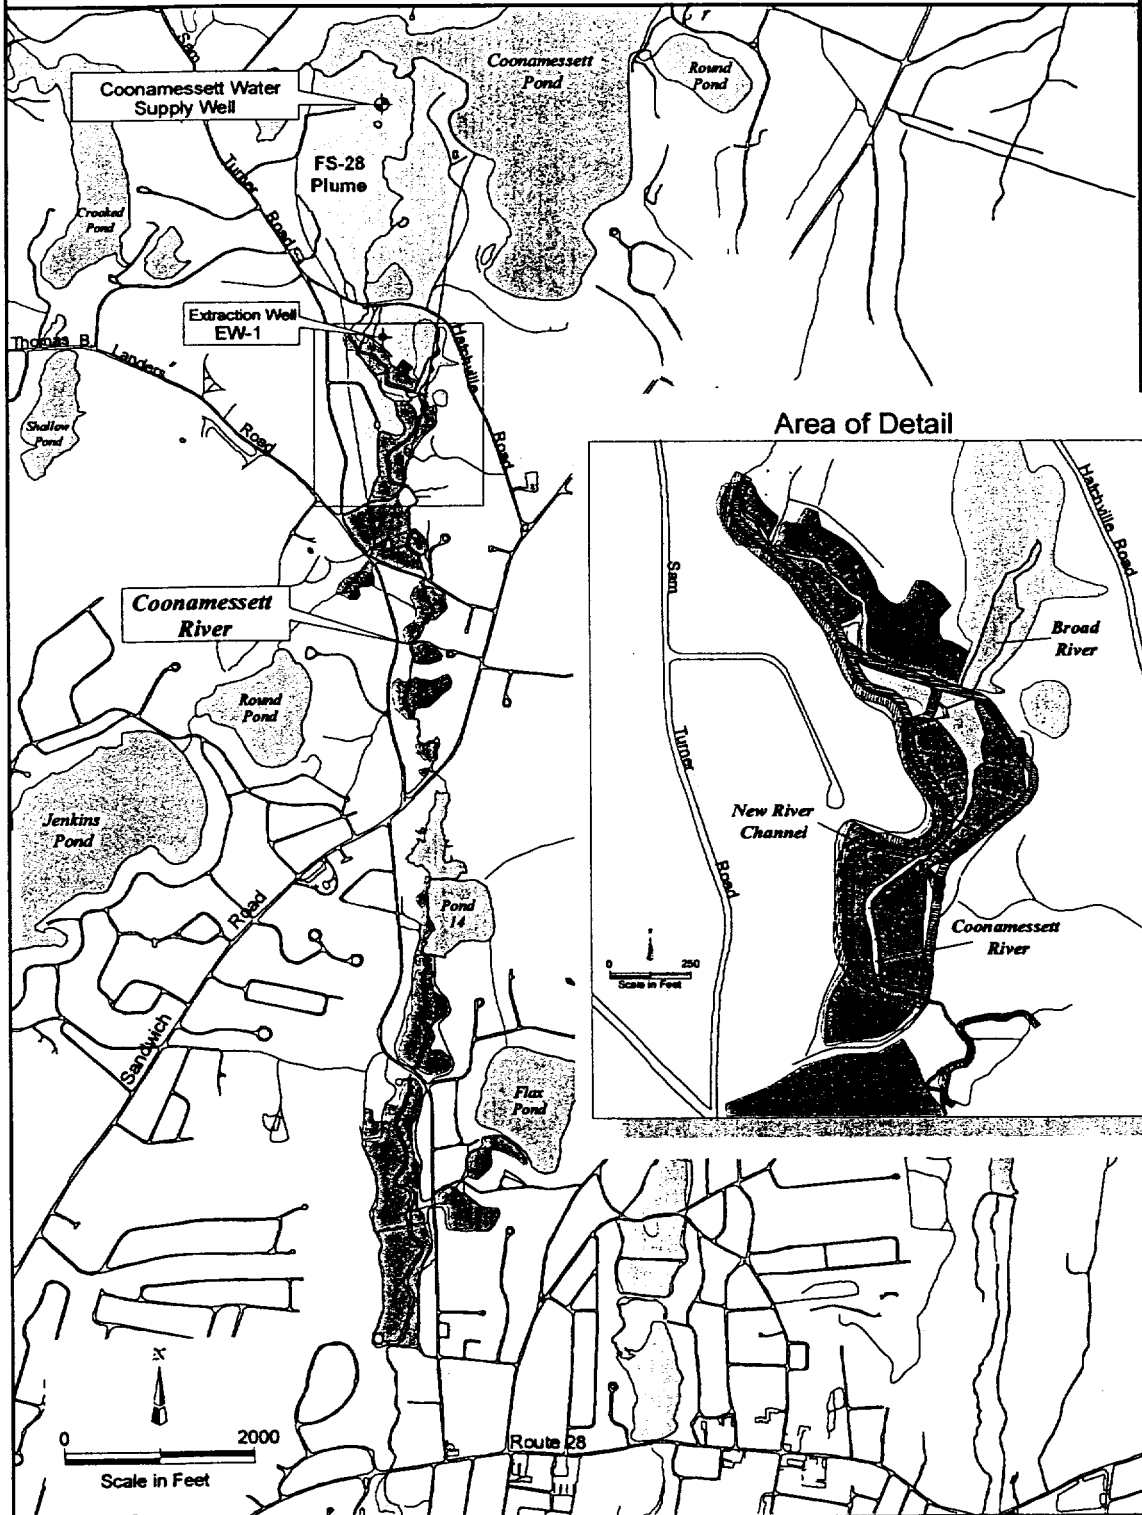 Sam
Coonamessett
Pond
Round
Pond
Coonamessett Water
Supply Well
FS-28
Plume
Turner
Road
Crooked
Pond
Extraction Well
EW-1
Thomas B.
Landers
Road
Hatchville
Road
Shallow
Pond
Area of Detail
Hatchville Road
Sam
Turner
Road
Broad
River
New River
Channel
Coonamessett
River
0 250
Scale in Feet
Coonamessett
River
Round
Pond
Jenkins
Pond
Road
Sandwich
Pond
14
Flax
Pond
N
0 2000
Scale in Feet
Route 28